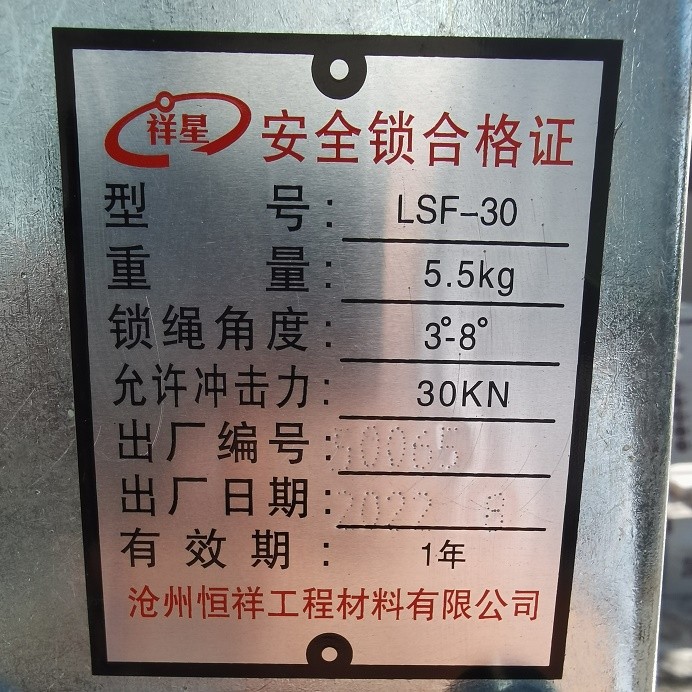 祥星 安全锁合格证
型号: LSF-30
重量: 5.5kg
锁绳角度: 3°-8°
允许冲击力: 30KN
出厂编号:
出厂日期: 2022
有效期: 1年
沧州恒祥工程材料有限公司